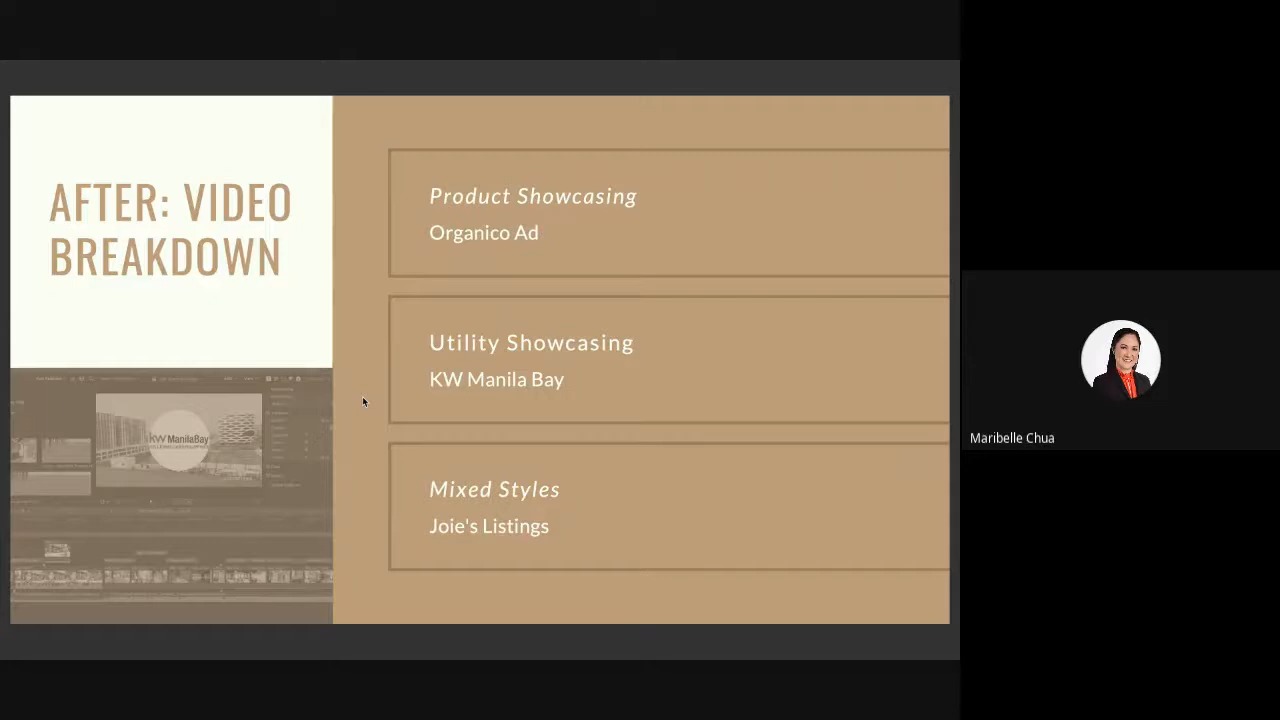 AFTER: VIDEO
BREAKDOWN
Product Showcasing
Organico Ad
Utility Showcasing
KW Manila Bay
Mixed Styles
Joie's Listings
kw ManilaBay
Maribelle Chua